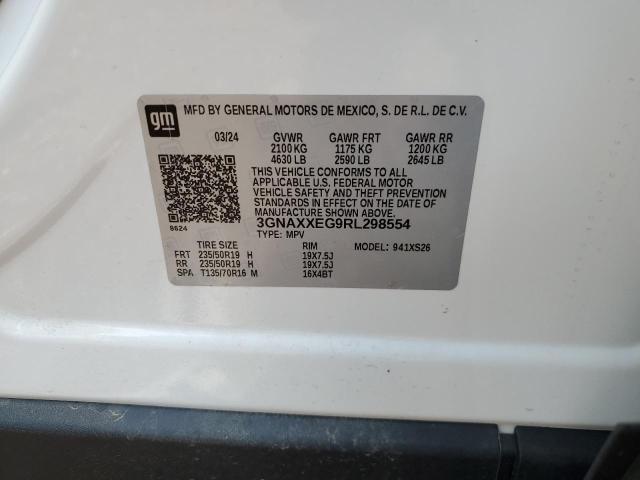 gm
MFD BY GENERAL MOTORS DE MEXICO, S. DE R.L. DE C.V.
03/24 GVWR GAWR FRT GAWR RR
2100 KG 1175 KG 1200 KG
4630 LB 2590 LB 2645 LB
THIS VEHICLE CONFORMS TO ALL
APPLICABLE U.S. FEDERAL MOTOR
VEHICLE SAFETY AND THEFT PREVENTION
STANDARDS IN EFFECT ON THE DATE OF
MANUFACTURE SHOWN ABOVE.
8624 3GNAXXEG9RL298554
TYPE: MPV MODEL: 941XS26
TIRE SIZE RIM
FRT 235/50R19 H 19X7.5J
RR 235/50R19 H 19X7.5J
SPA T135/70R16 M 16X4BT